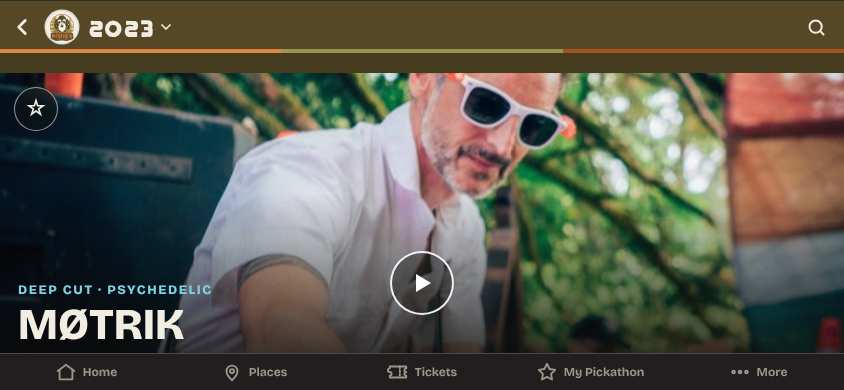 2023
DEEP CUT · PSYCHEDELIC
MØTRIK
Home
Places
Tickets
My Pickathon
More